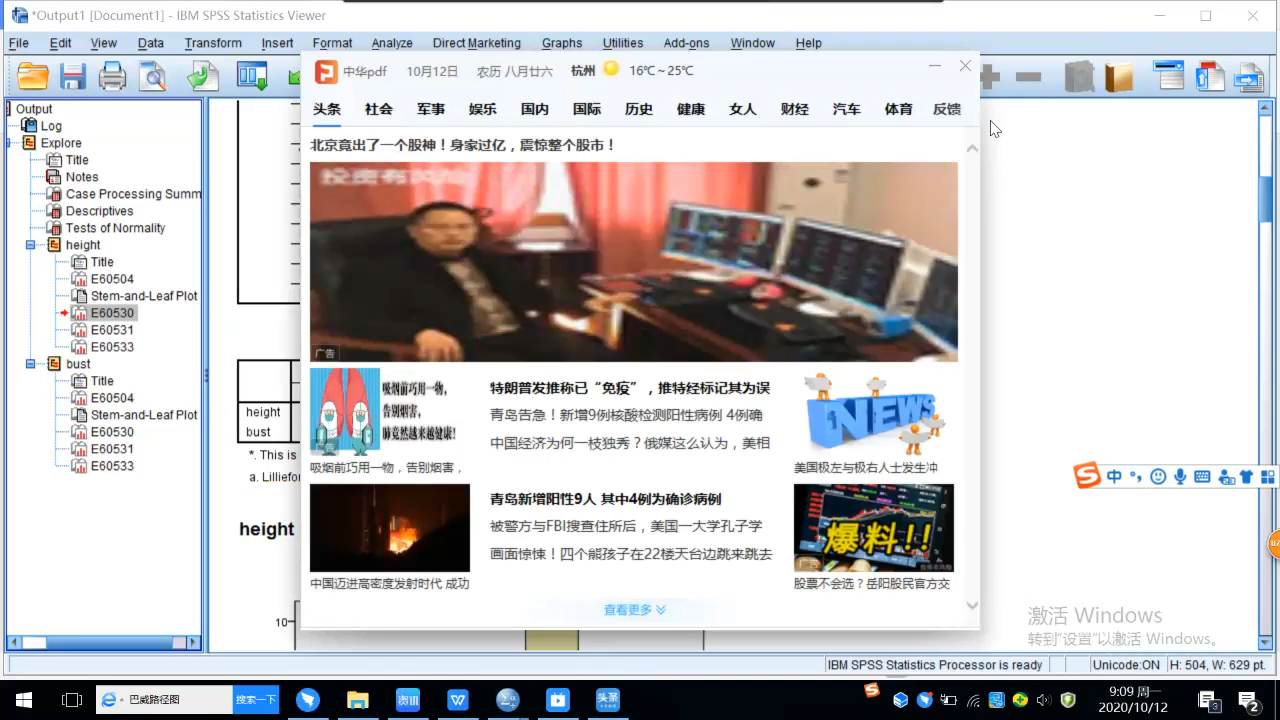 *Output1 [Document1] - IBM SPSS Statistics Viewer
File Edit View Data Transform Insert Format Analyze Direct Marketing Graphs Utilities Add-ons Window Help
中华pdf 10月12日 农历 八月廿六 杭州 16℃～25℃
头条 社会 军事 娱乐 国内 国际 历史 健康 女人 财经 汽车 体育 反馈
北京竟出了一个股神！身家过亿，震惊整个股市！
广告
吸烟前巧用一物,
告别烟害,
肺竟然越来越健康!
吸烟前巧用一物，告别烟害，
特朗普发推称已“免疫”，推特经标记其为误
青岛告急！新增9例核酸检测阳性病例 4例确
中国经济为何一枝独秀？俄媒这么认为，美相
NEWS
美国极左与极右人士发生冲
中国迈进高密度发射时代 成功
青岛新增阳性9人 其中4例为确诊病例
被警方与FBI搜查住所后，美国一大学孔子学
画面惊悚！四个熊孩子在22楼天台边跳来跳去
爆料!!
广告
股票不会选？岳阳股民官方交
查看更多
Output
Log
Explore
Title
Notes
Case Processing Summ
Descriptives
Tests of Normality
height
Title
E60504
Stem-and-Leaf Plot
E60530
E60531
E60533
bust
Title
E60504
Stem-and-Leaf Plot
E60530
E60531
E60533
height
bust
*. This is
a. Lilliefor
height
10
中
激活 Windows
转到"设置"以激活 Windows。
IBM SPSS Statistics Processor is ready Unicode:ON H: 504, W: 629 pt.
巴威路径图 搜索一下 资讯 头条
9:09 周一
2020/10/12
3
2